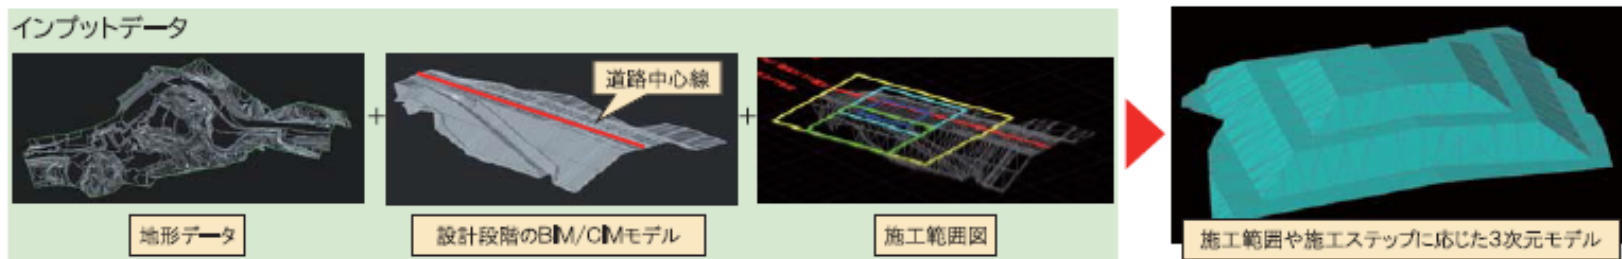 インプットデータ
道路中心線
+
+
地形データ
設計段階のBIM/CIMモデル
施工範囲図
施工範囲や施工ステップに応じた3次元モデル